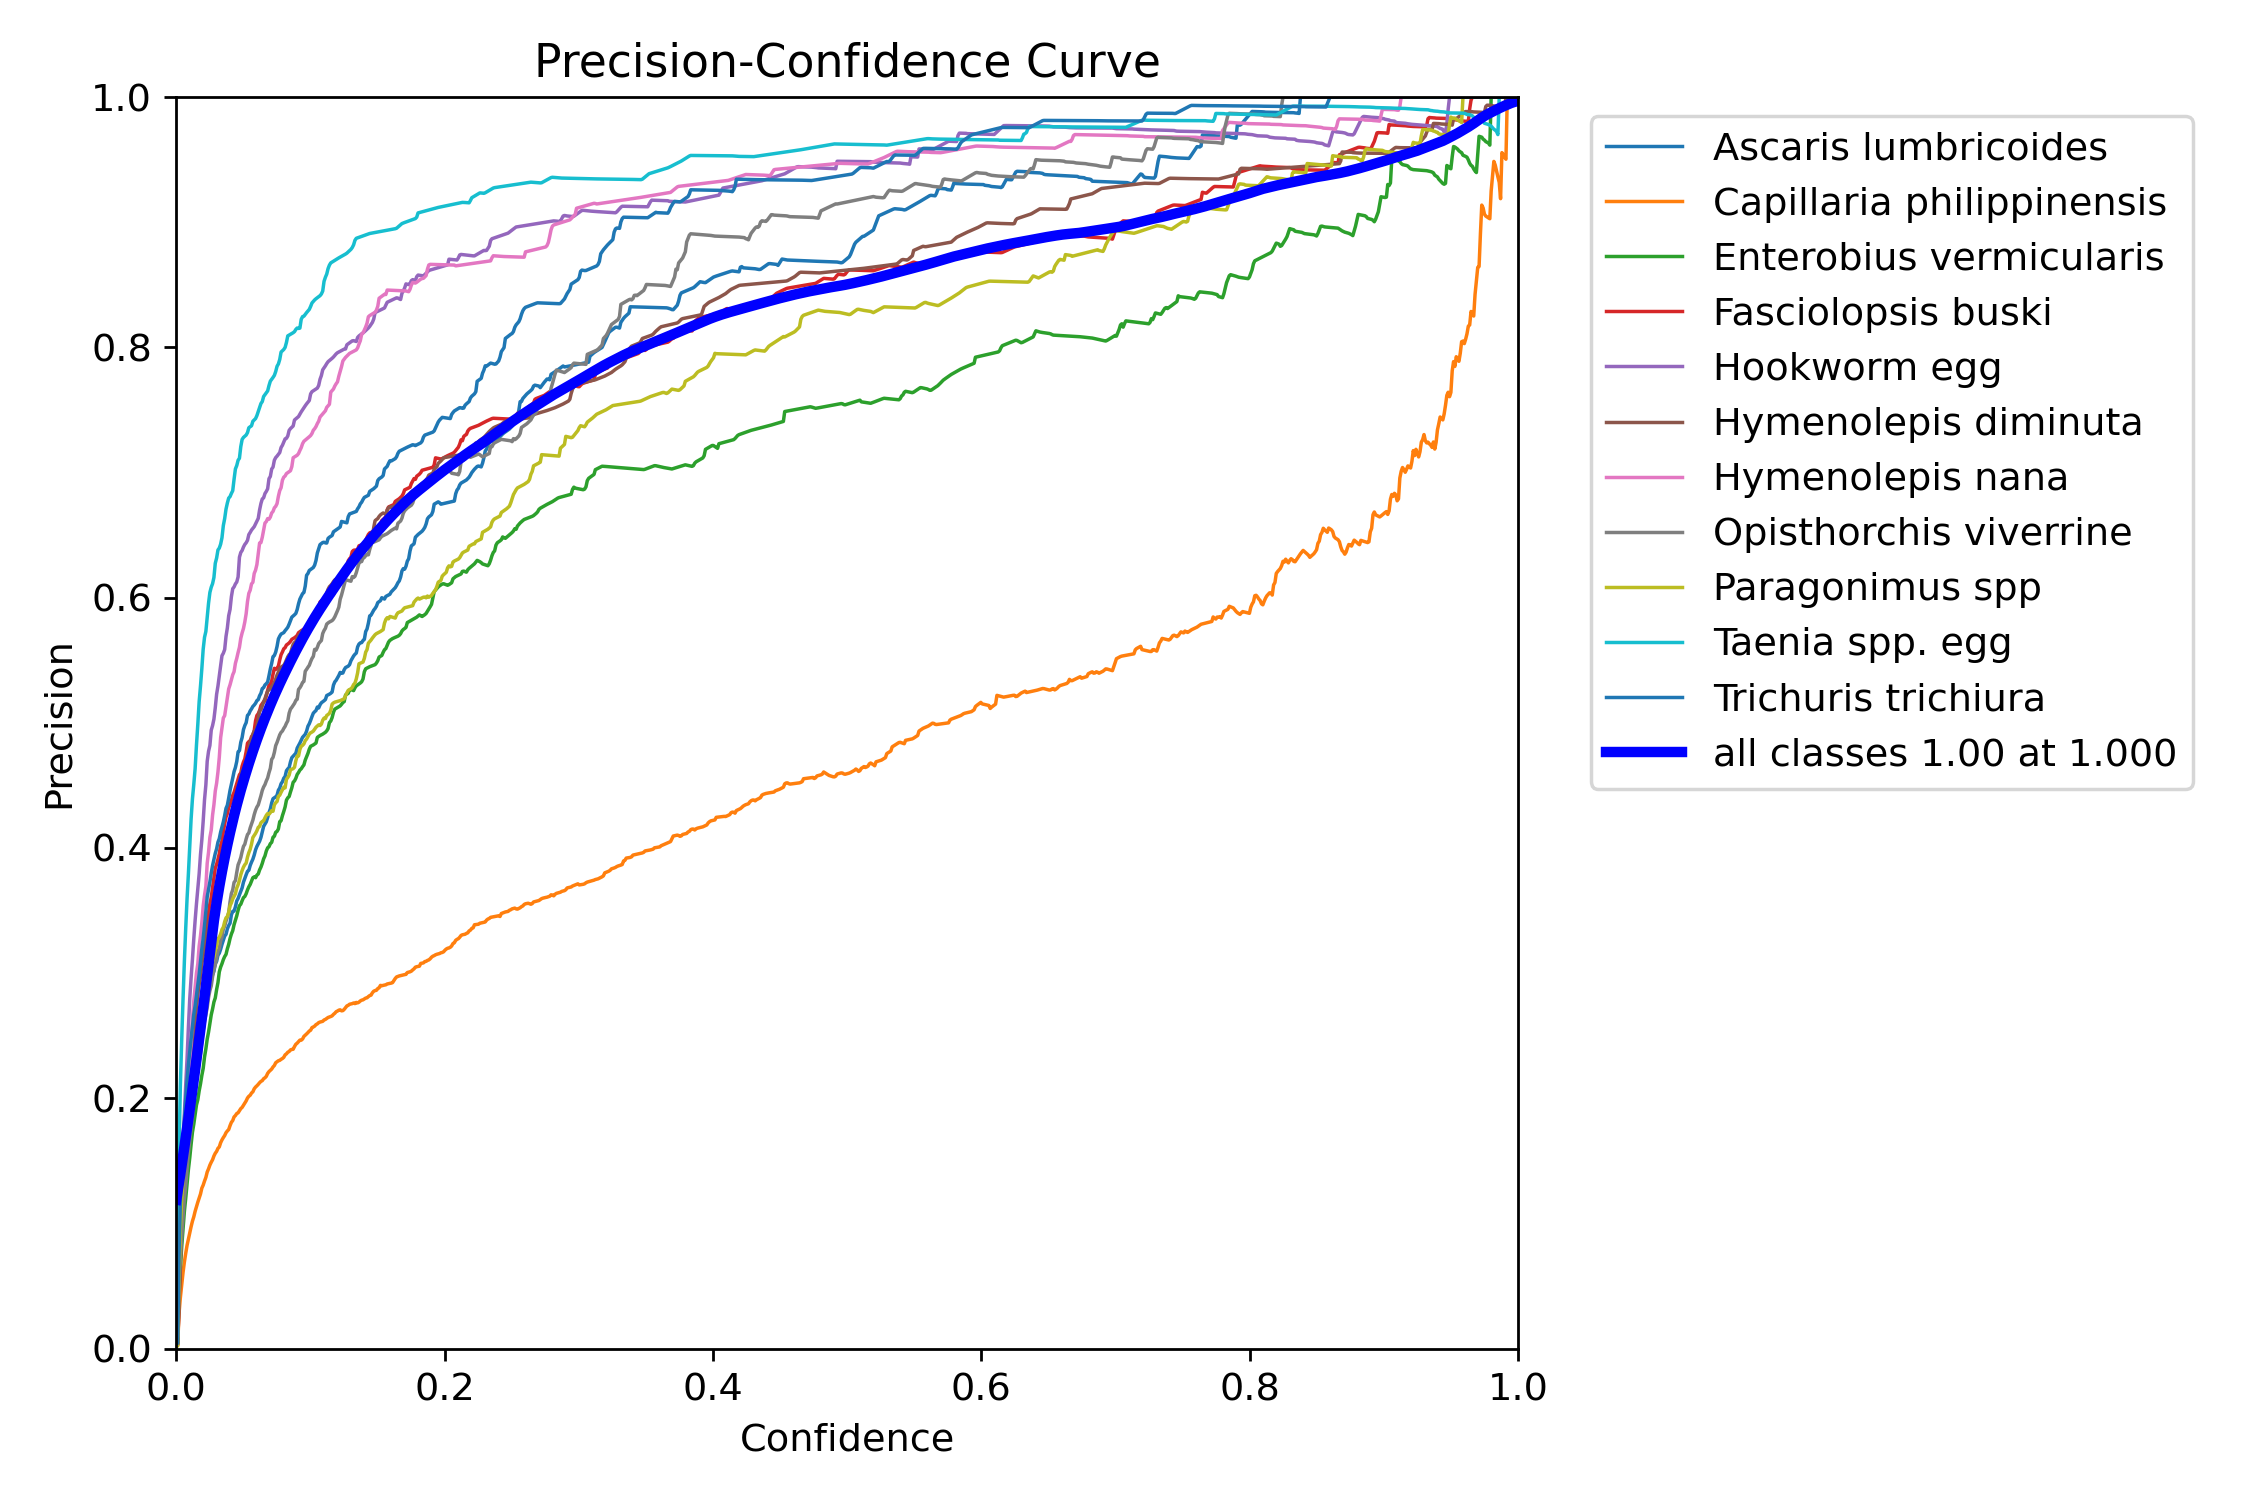 Precision-Confidence Curve
1.0
0.8
0.6
0.4
0.2
0.0
Precision
0.0 0.2 0.4 0.6 0.8 1.0
Confidence
Ascaris lumbricoides
Capillaria philippinensis
Enterobius vermicularis
Fasciolopsis buski
Hookworm egg
Hymenolepis diminuta
Hymenolepis nana
Opisthorchis viverrine
Paragonimus spp
Taenia spp. egg
Trichuris trichiura
all classes 1.00 at 1.000